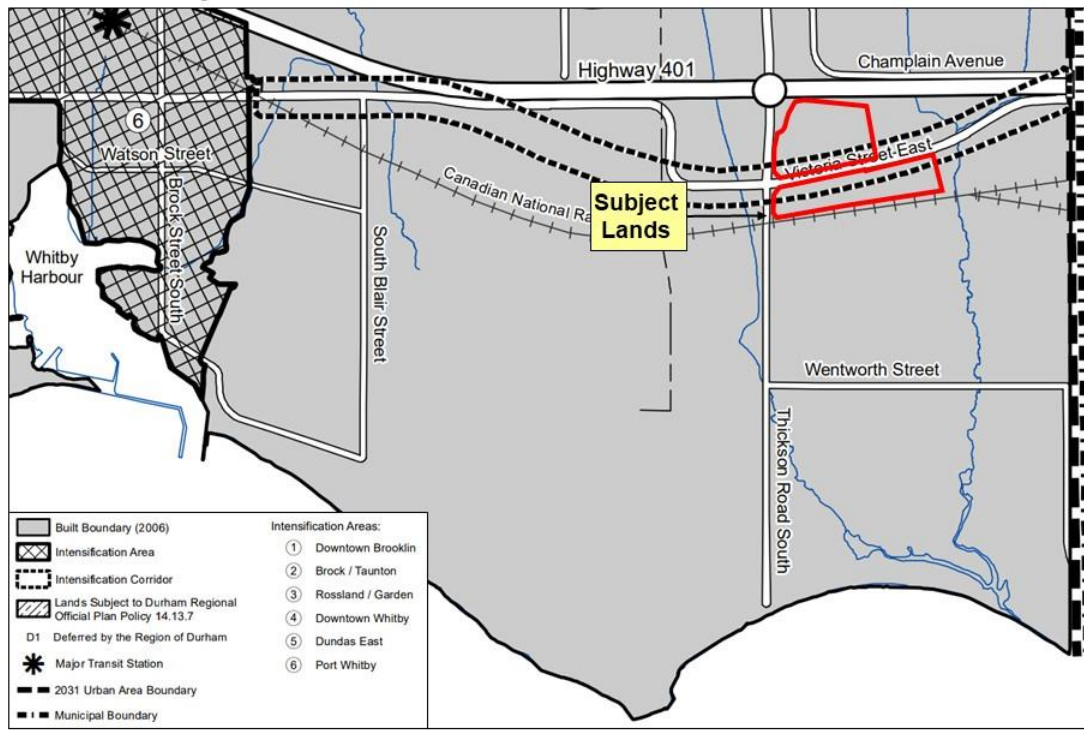 Highway 401
Champlain Avenue
6
Watson Street
Brock Street South
Victoria Street East
Canadian National Ra
Subject
Lands
Whitby
Harbour
South Blair Street
Wentworth Street
Thickson Road South
Built Boundary (2006)
Intensification Area
Intensification Corridor
Lands Subject to Durham Regional
Official Plan Policy 14.13.7
D1 Deferred by the Region of Durham
Major Transit Station
2031 Urban Area Boundary
Municipal Boundary
Intensification Areas:
1 Downtown Brooklin
2 Brock / Taunton
3 Rossland / Garden
4 Downtown Whitby
5 Dundas East
6 Port Whitby